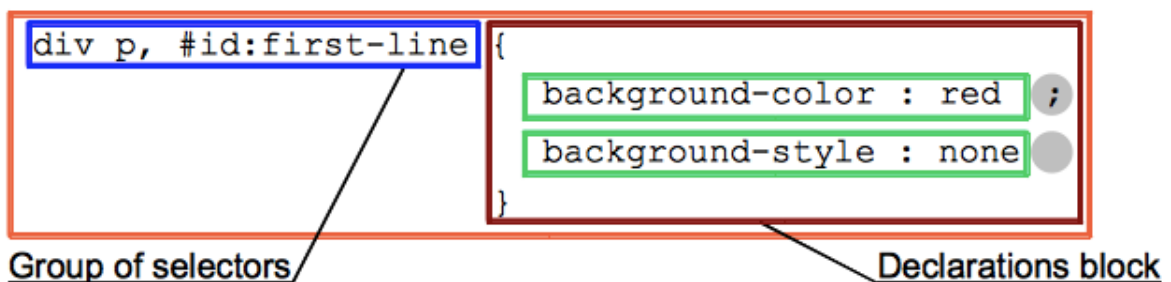 div p, #id:first-line {
background-color : red ;
background-style : none
}
Group of selectors
Declarations block